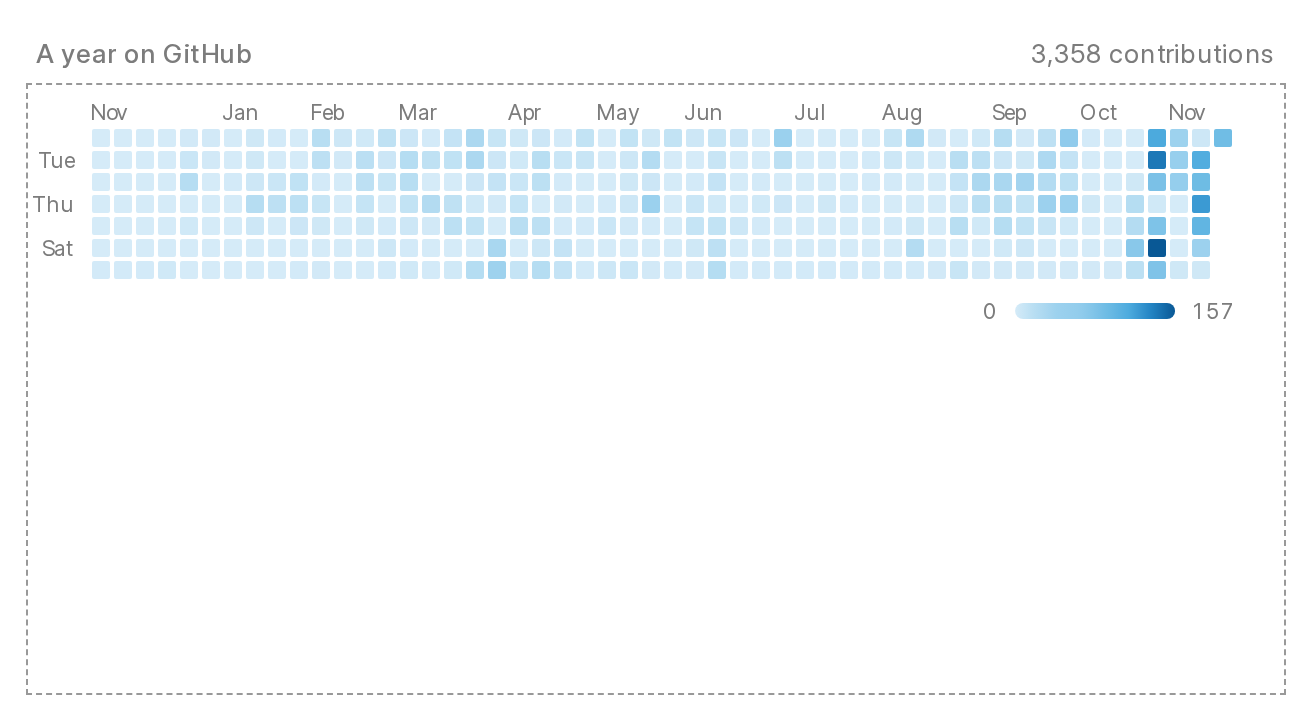 A year on GitHub
3,358 contributions
Nov Jan Feb Mar Apr May Jun Jul Aug Sep Oct Nov
Tue
Thu
Sat
0 157